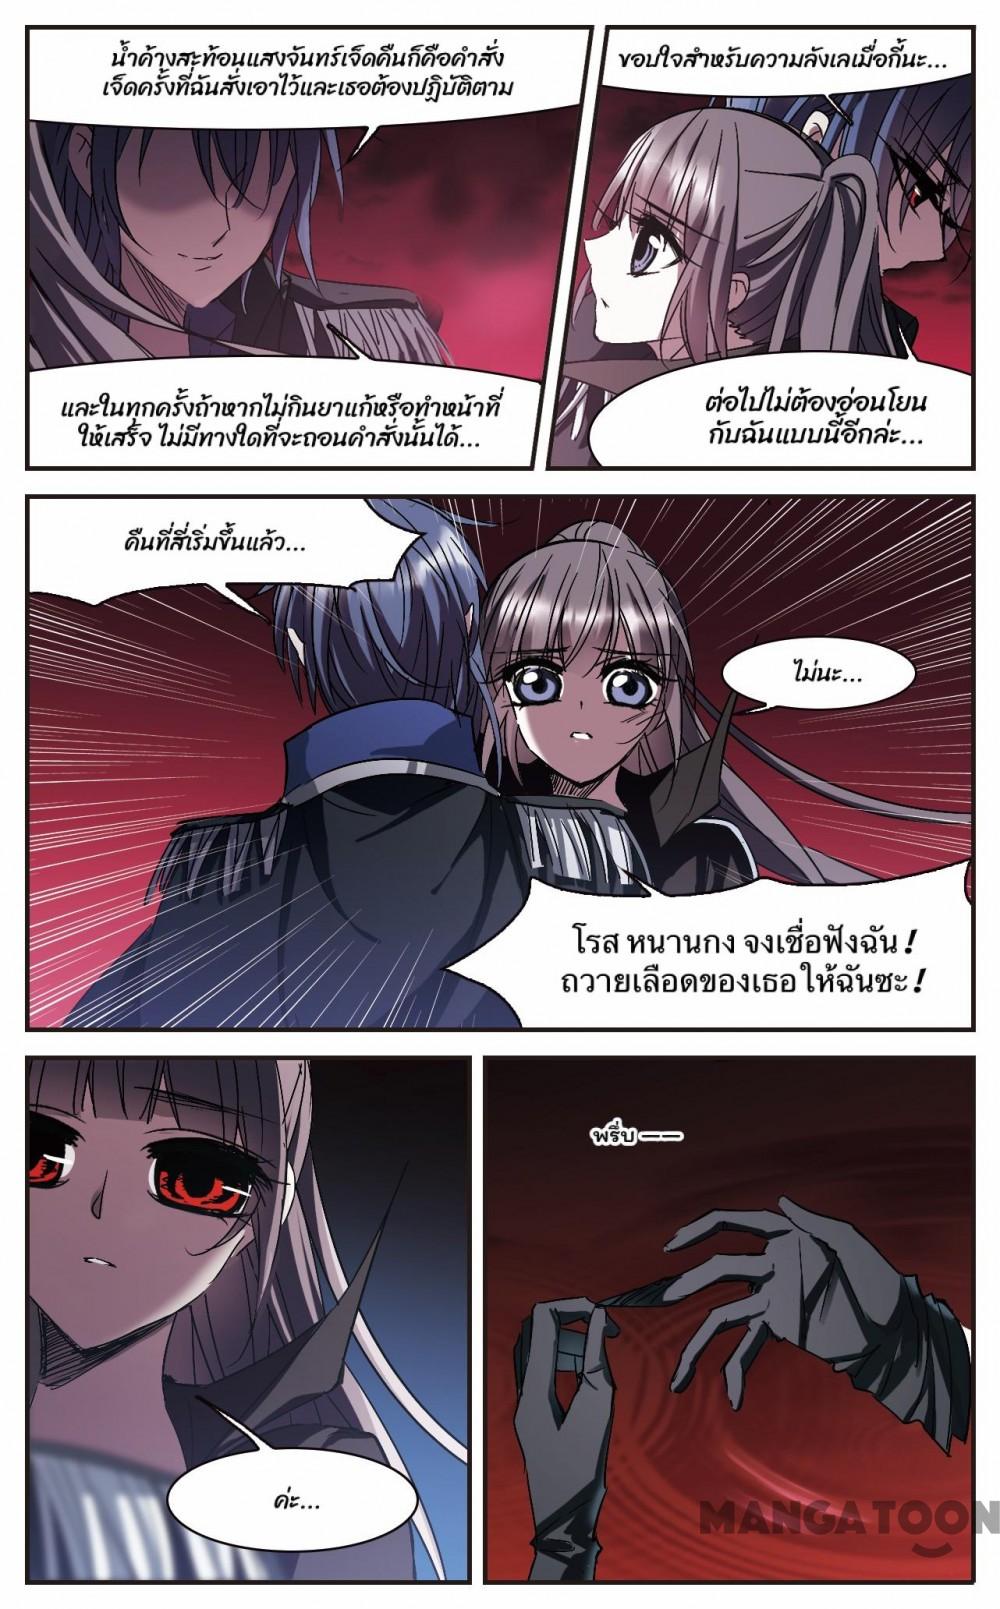 น้ำค้างสะท้อนแสงจันทร์เจ็ดคืนก็คือคำสั่ง
เจ็ดครั้งที่ฉันสั่งเอาไว้และเธอต้องปฏิบัติตาม
และในทุกครั้งถ้าหากไม่กินยาแก้หรือทำหน้าที่
ให้เสร็จ ไม่มีทางใดที่จะถอนคำสั่งนั้นได้...
ขอบใจสำหรับความลังเลเมื่อกี้นะ...
ต่อไปไม่ต้องอ่อนโยน
กับฉันแบบนี้อีกล่ะ...
คืนที่สี่เริ่มขึ้นแล้ว...
ไม่นะ...
โรส หนานกง จงเชื่อฟังฉัน!
ถวายเลือดของเธอให้ฉันซะ!
ค่ะ...
พรึ่บ ——
MANGATOON